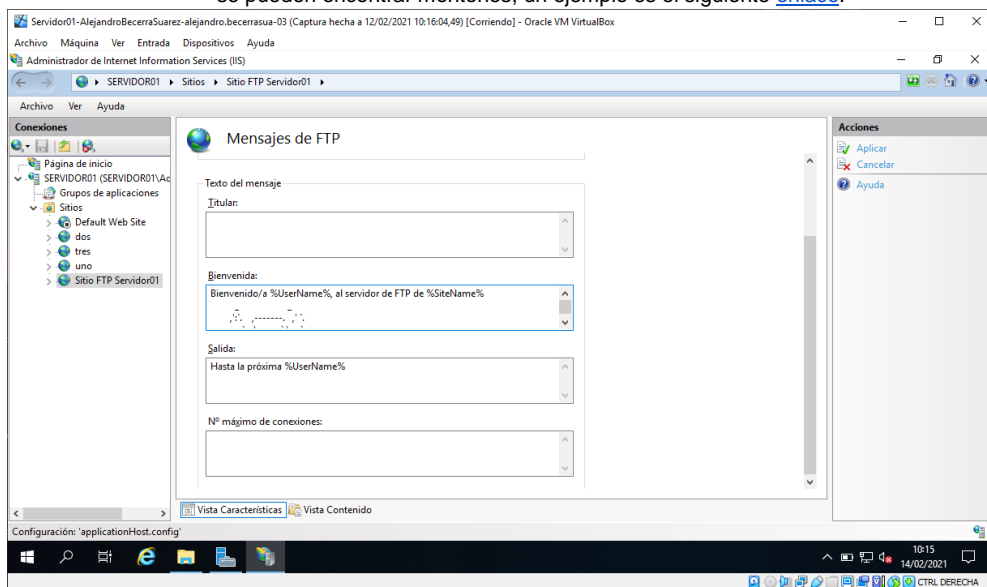 se pueden encontrar montones, un ejemplo es el siguiente enlace.
Servidor01-AlejandroBecerraSuarez-alejandro.becerrasua-03 (Captura hecha a 12/02/2021 10:16:04,49) [Corriendo] - Oracle VM VirtualBox
Archivo Máquina Ver Entrada Dispositivos Ayuda
Administrador de Internet Information Services (IIS)
SERVIDOR01 Sitios Sitio FTP Servidor01
Archivo Ver Ayuda
Conexiones
Página de inicio
SERVIDOR01 (SERVIDOR01\Ad
Grupos de aplicaciones
Sitios
Default Web Site
dos
tres
uno
Sitio FTP Servidor01
Mensajes de FTP
Texto del mensaje
Titular:
Bienvenida:
Bienvenido/a %UserName%, al servidor de FTP de %SiteName%
Salida:
Hasta la próxima %UserName%
Nº máximo de conexiones:
Vista Características Vista Contenido
Acciones
Aplicar
Cancelar
Ayuda
Configuración: 'applicationHost.config'
10:15
14/02/2021
CTRL DERECHA